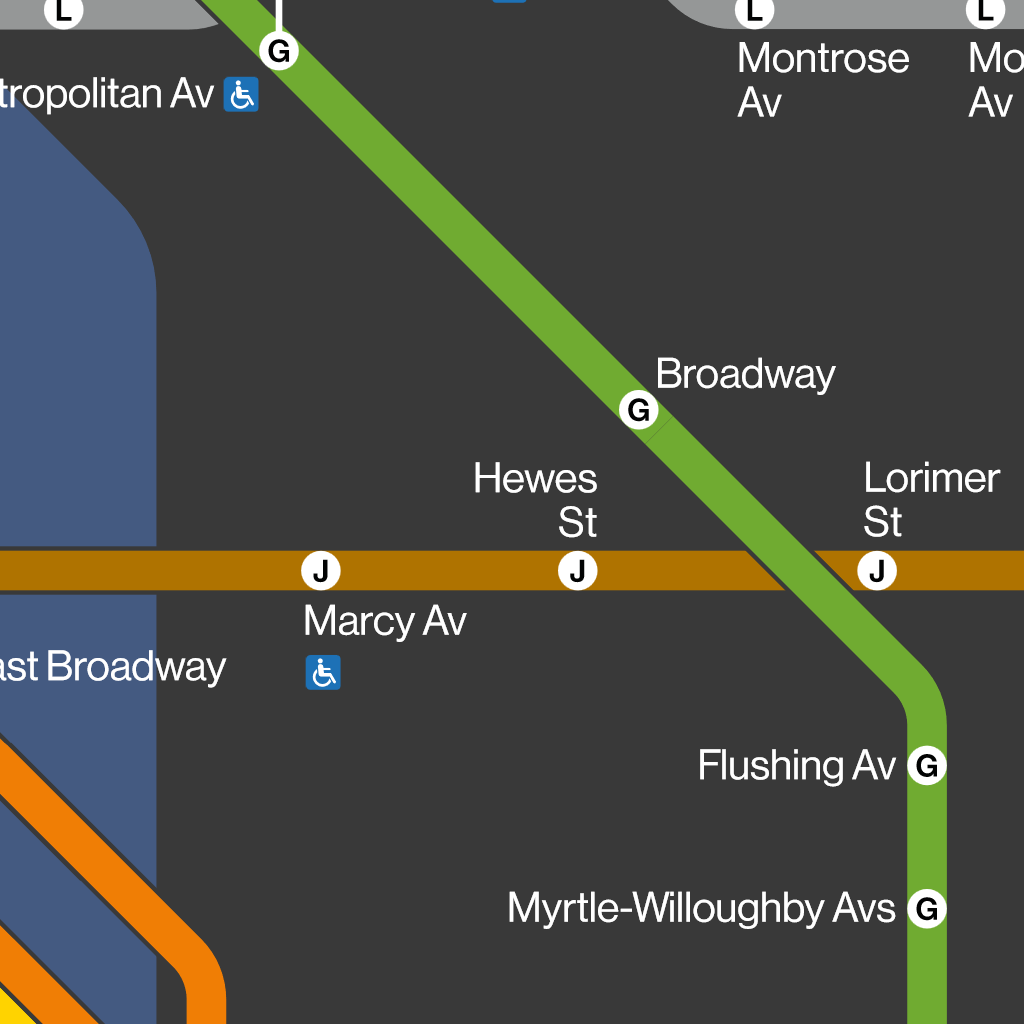 L
L
L
G
Montrose
Av
Mo
Av
tropolitan Av
Broadway
G
Hewes
St
Lorimer
St
J
J
J
Marcy Av
ast Broadway
Flushing Av
G
Myrtle-Willoughby Avs
G